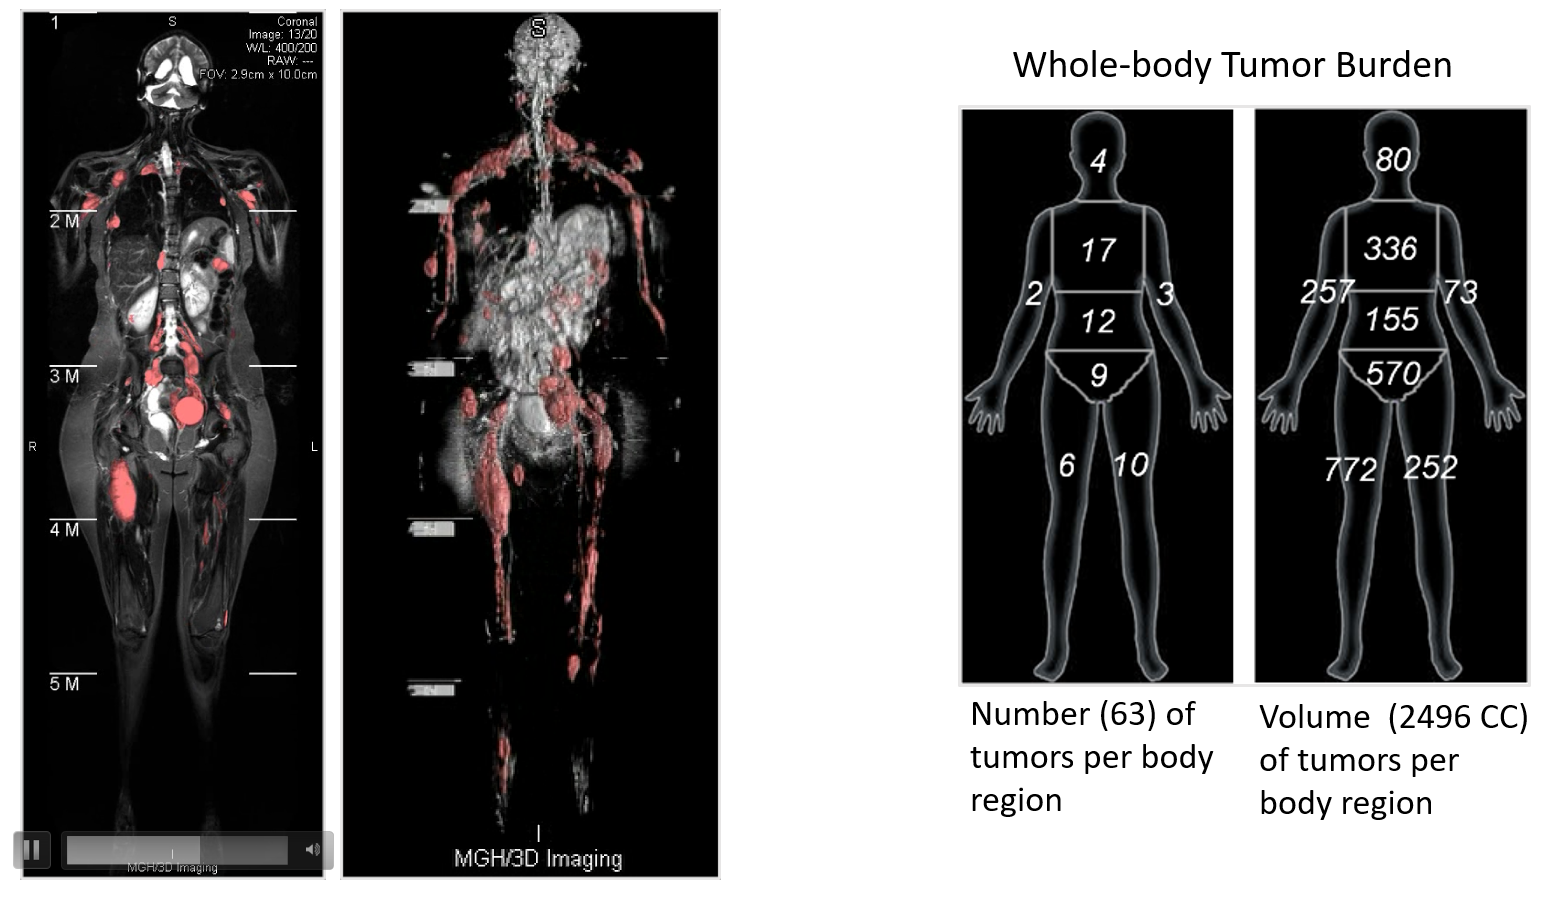 1
S
Coronal
Image: 13/20
W/L: 400/200
RAW: ---
FOV: 2.9cm x 10.0cm
2 M
3 M
R
L
4 M
5 M
MGH/3D Imaging
S
MGH/3D Imaging
Whole-body Tumor Burden
4
17
2
3
12
9
6
10
80
336
257
73
155
570
772
252
Number (63) of
tumors per body
region
Volume  (2496 CC)
of tumors per
body region